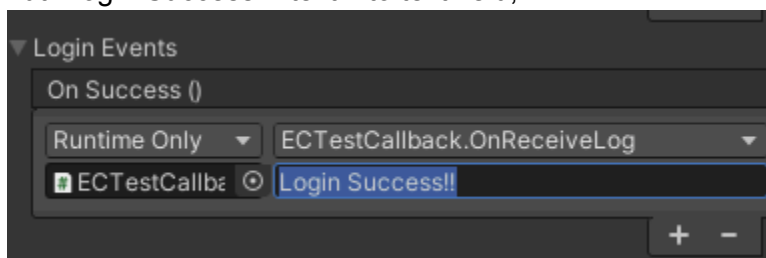 Login Events
On Success ()
Runtime Only ECTestCallback.OnReceiveLog
ECTestCallba Login Success!!
+ -